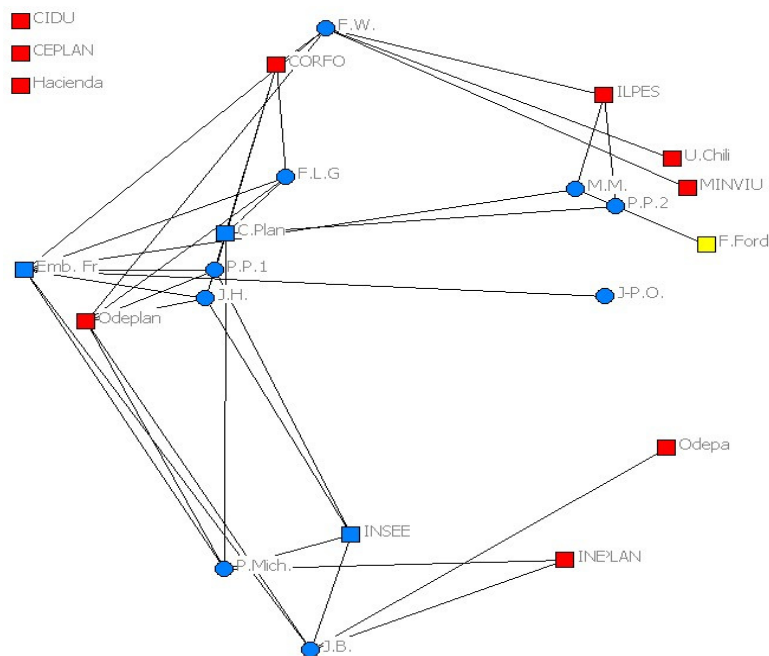 CIDU
F.W.
CEPLAN
CORFO
Hacienda
ILPES
U.Chili
F.L.G
M.M.
MINVIU
P.P.2
C.Plan
F.Ford
Emb. Fr
P.P.1
J.H.
J-P.O.
Odeplan
Odepa
INSEE
P.Mich.
INEPLAN
J.B.